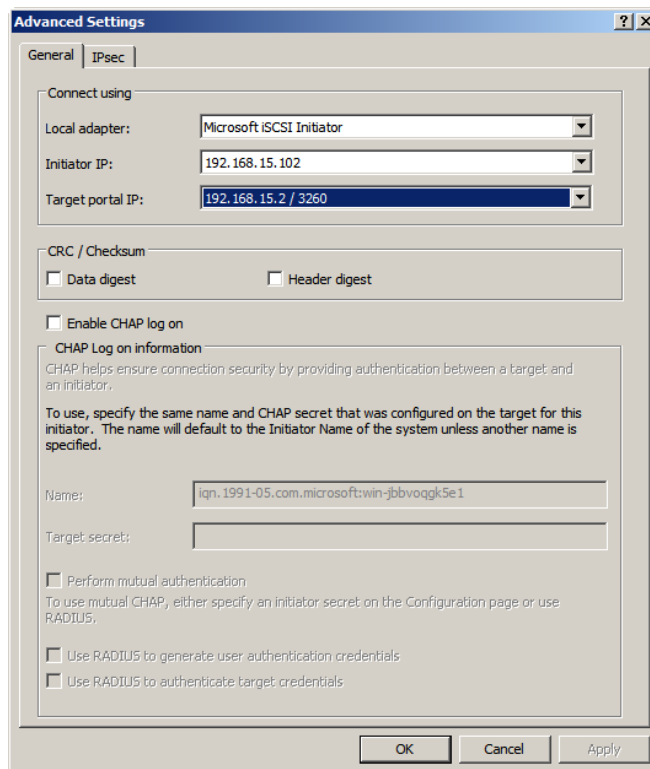 Advanced Settings
General
IPsec
Connect using
Local adapter:
Microsoft iSCSI Initiator
Initiator IP:
192.168.15.102
Target portal IP:
192.168.15.2 / 3260
CRC / Checksum
Data digest
Header digest
Enable CHAP log on
CHAP Log on information
CHAP helps ensure connection security by providing authentication between a target and
an initiator.
To use, specify the same name and CHAP secret that was configured on the target for this
initiator. The name will default to the Initiator Name of the system unless another name is
specified.
Name:
iqn.1991-05.com.microsoft:win-jbbvoqgk5e1
Target secret:
Perform mutual authentication
To use mutual CHAP, either specify an initiator secret on the Configuration page or use
RADIUS.
Use RADIUS to generate user authentication credentials
Use RADIUS to authenticate target credentials
OK
Cancel
Apply